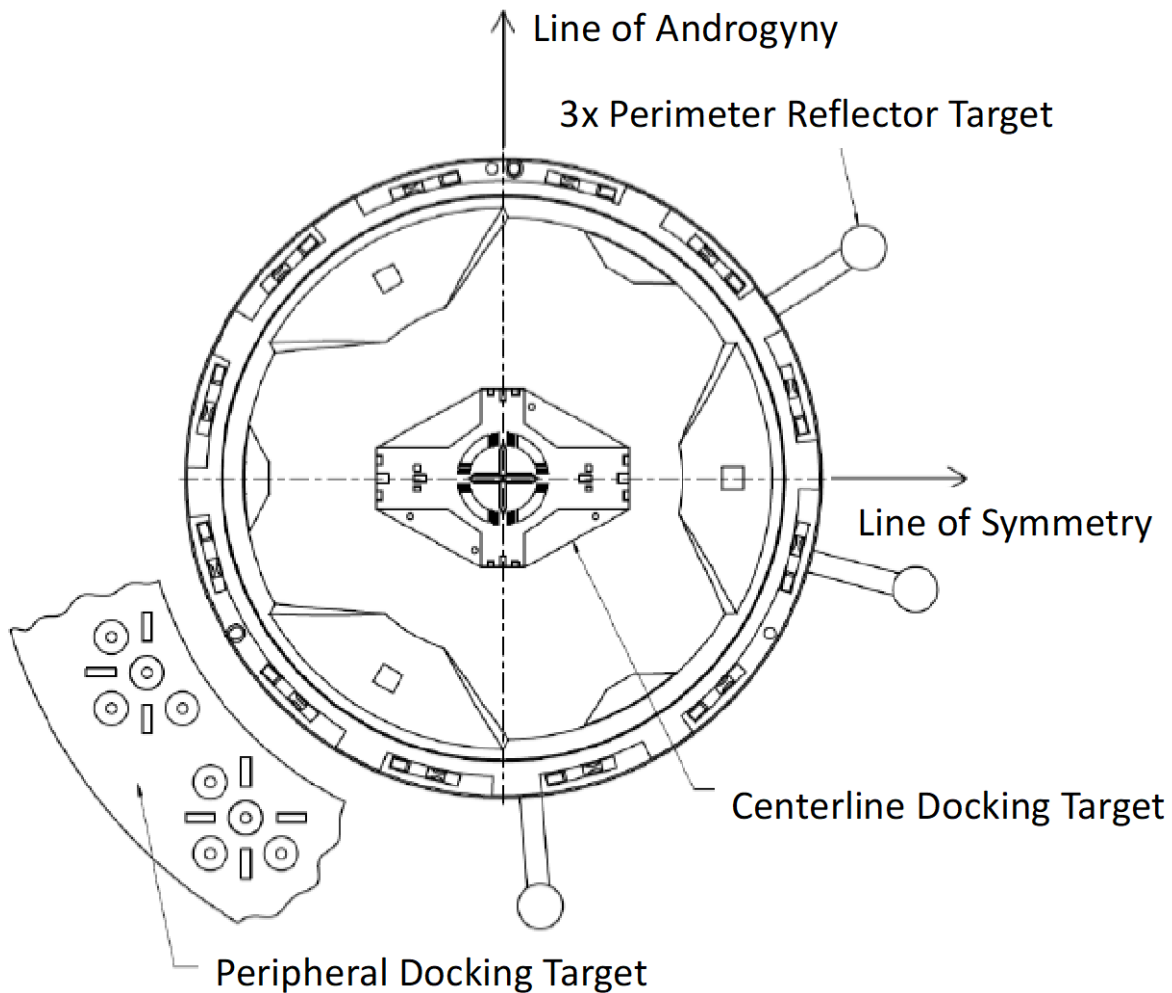 Line of Androgyny
3x Perimeter Reflector Target
Line of Symmetry
Centerline Docking Target
Peripheral Docking Target